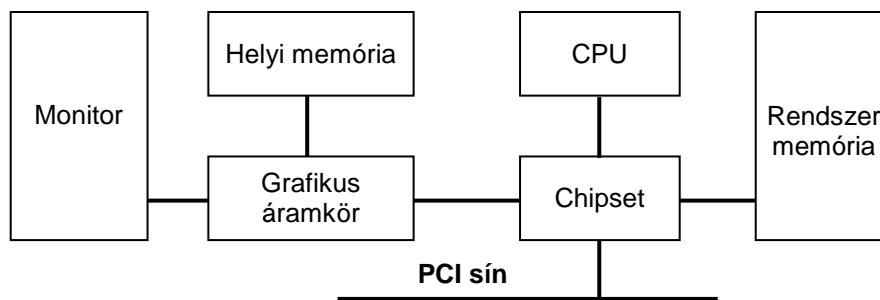 Helyi memória
CPU
Monitor
Rendszer
memória
Grafikus
áramkör
Chipset
PCI sín